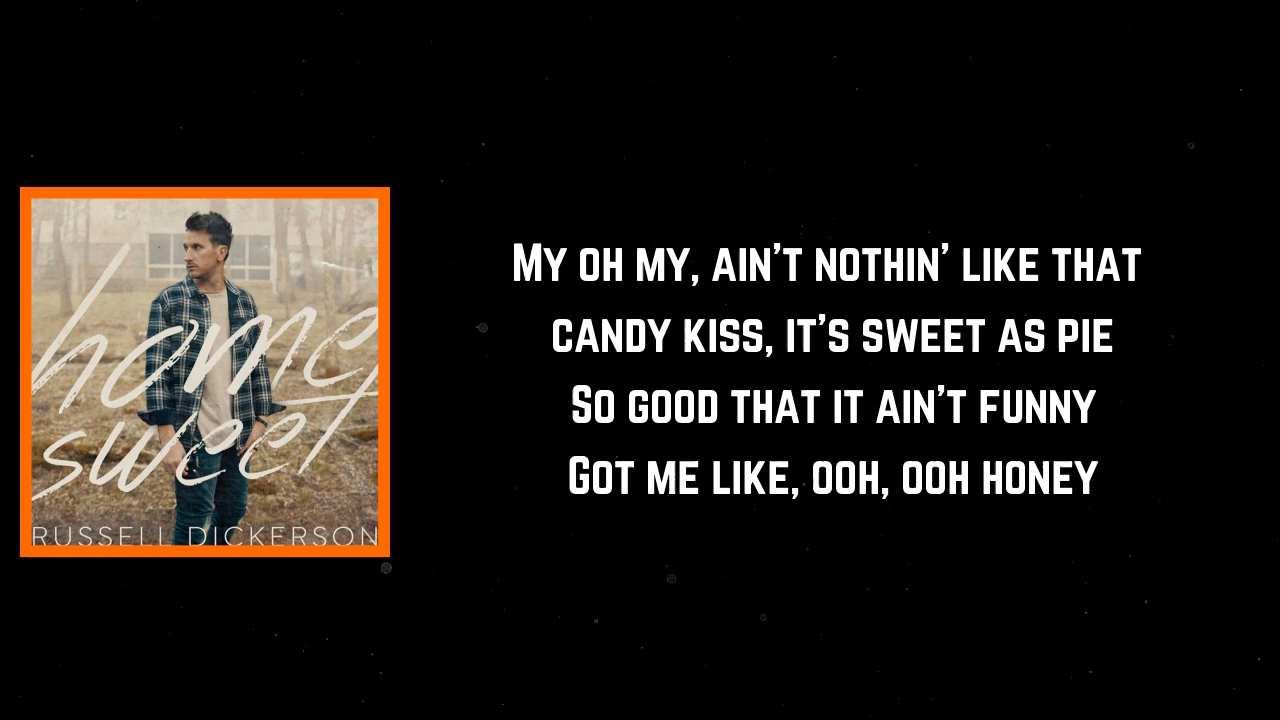 home
sweet
RUSSELL DICKERSON
My oh my, ain't nothin' like that
candy kiss, it's sweet as pie
So good that it ain't funny
Got me like, ooh, ooh honey